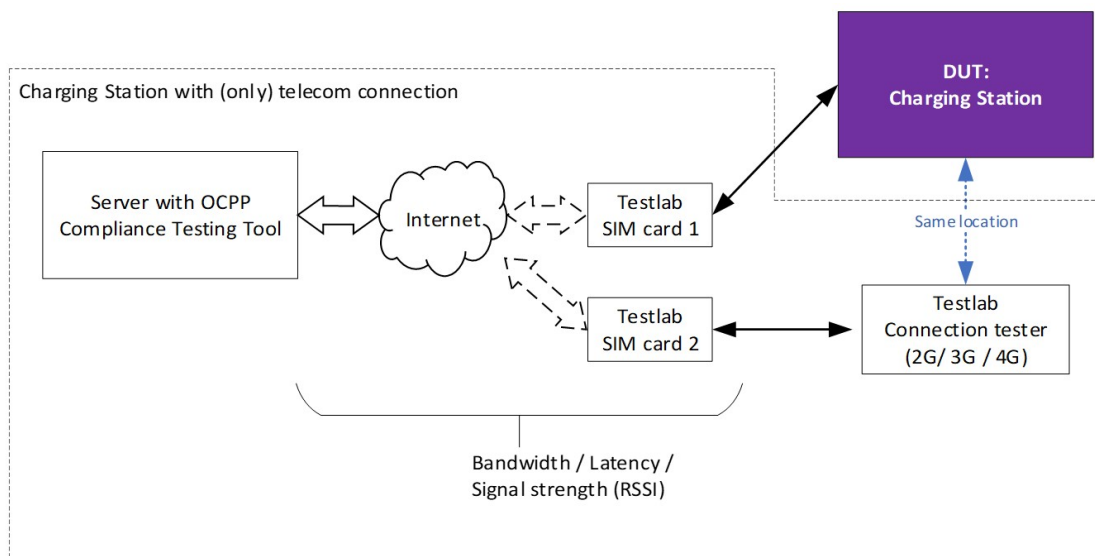 DUT:
Charging Station
Charging Station with (only) telecom connection
Server with OCPP
Compliance Testing Tool
Internet
Testlab
SIM card 1
Same location
Testlab
SIM card 2
Testlab
Connection tester
(2G/ 3G / 4G)
Bandwidth / Latency /
Signal strength (RSSI)